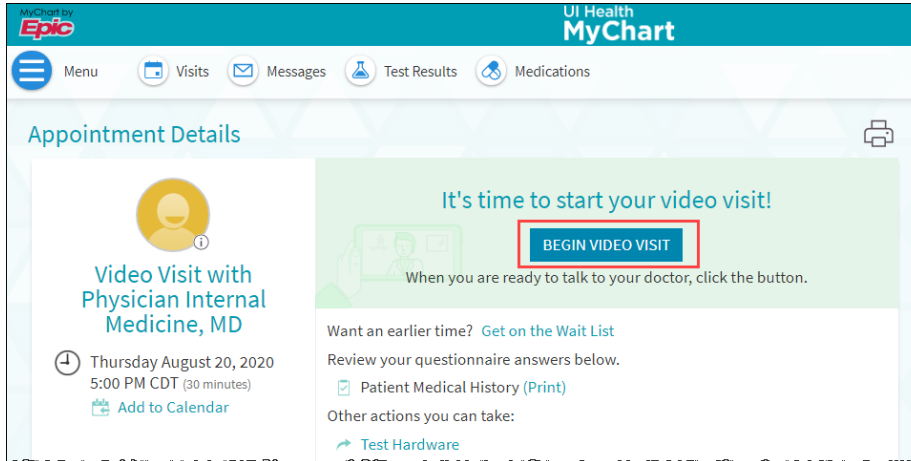 MyChart by
Epic
UI Health
MyChart
Menu
Visits
Messages
Test Results
Medications
Appointment Details
Video Visit with
Physician Internal
Medicine, MD
Thursday August 20, 2020
5:00 PM CDT (30 minutes)
Add to Calendar
It's time to start your video visit!
BEGIN VIDEO VISIT
When you are ready to talk to your doctor, click the button.
Want an earlier time? Get on the Wait List
Review your questionnaire answers below.
Patient Medical History (Print)
Other actions you can take:
Test Hardware